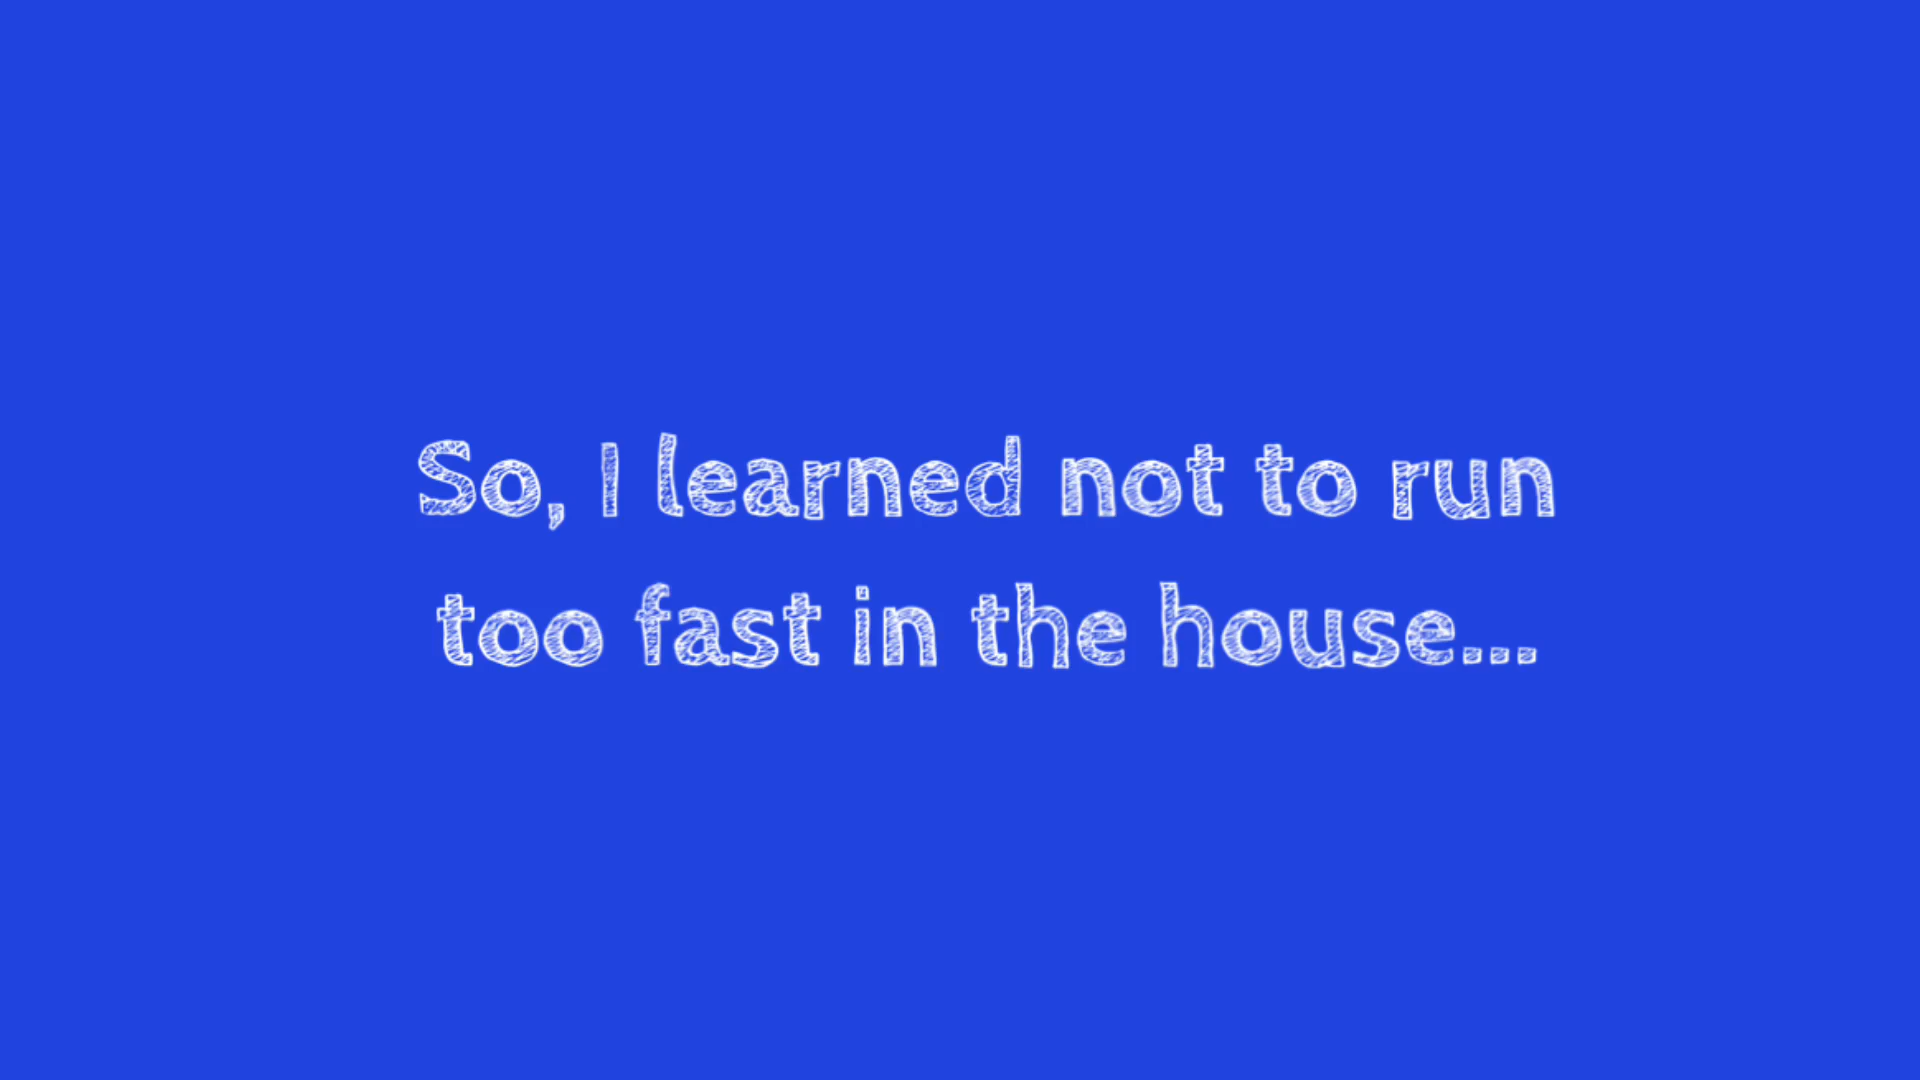 So, I learned not to run
too fast in the house...